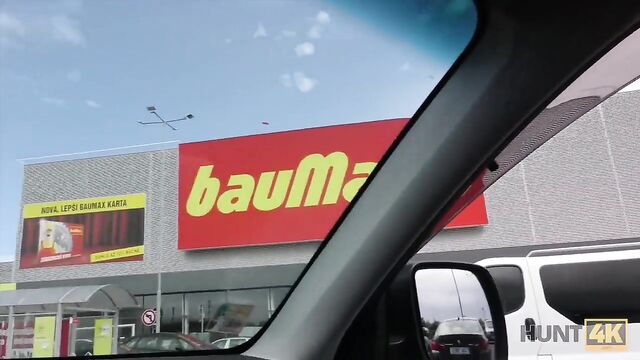 bauMa
NOVÁ, LEPŠÍ BAUMAX KARTA
HUNT4K